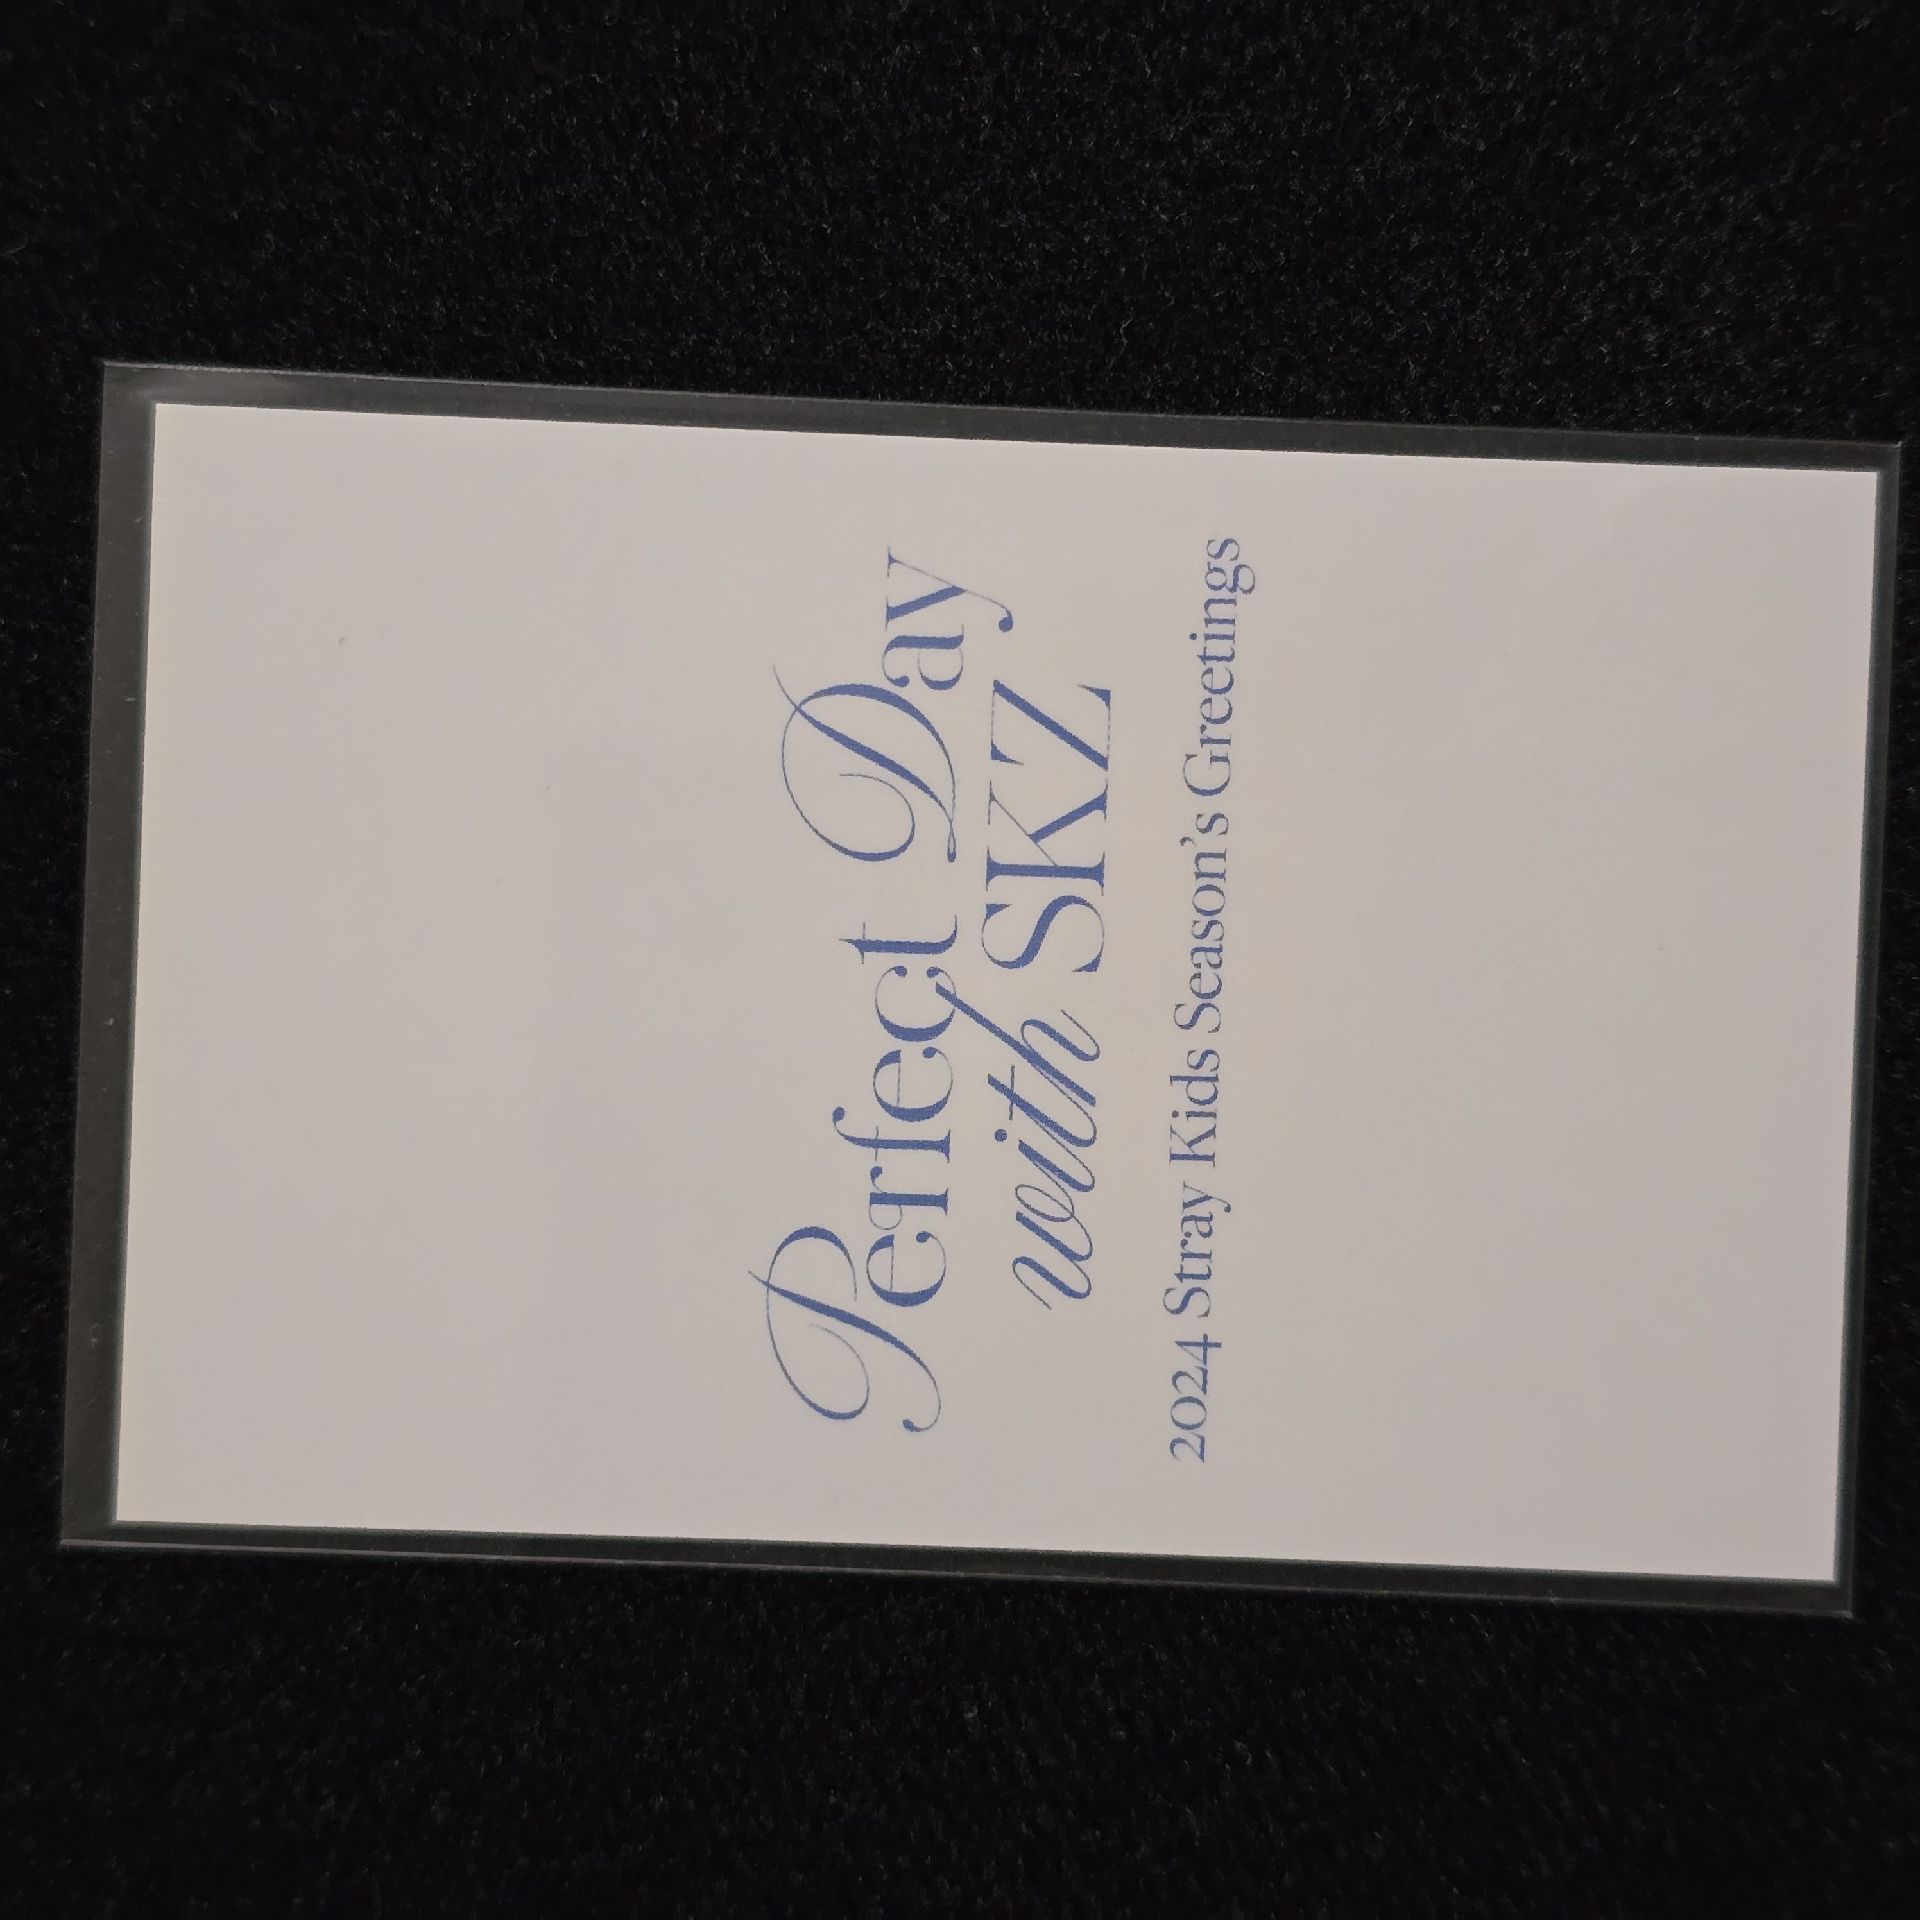 Perfect Day
with SKZ
2024 Stray Kids Season's Greetings